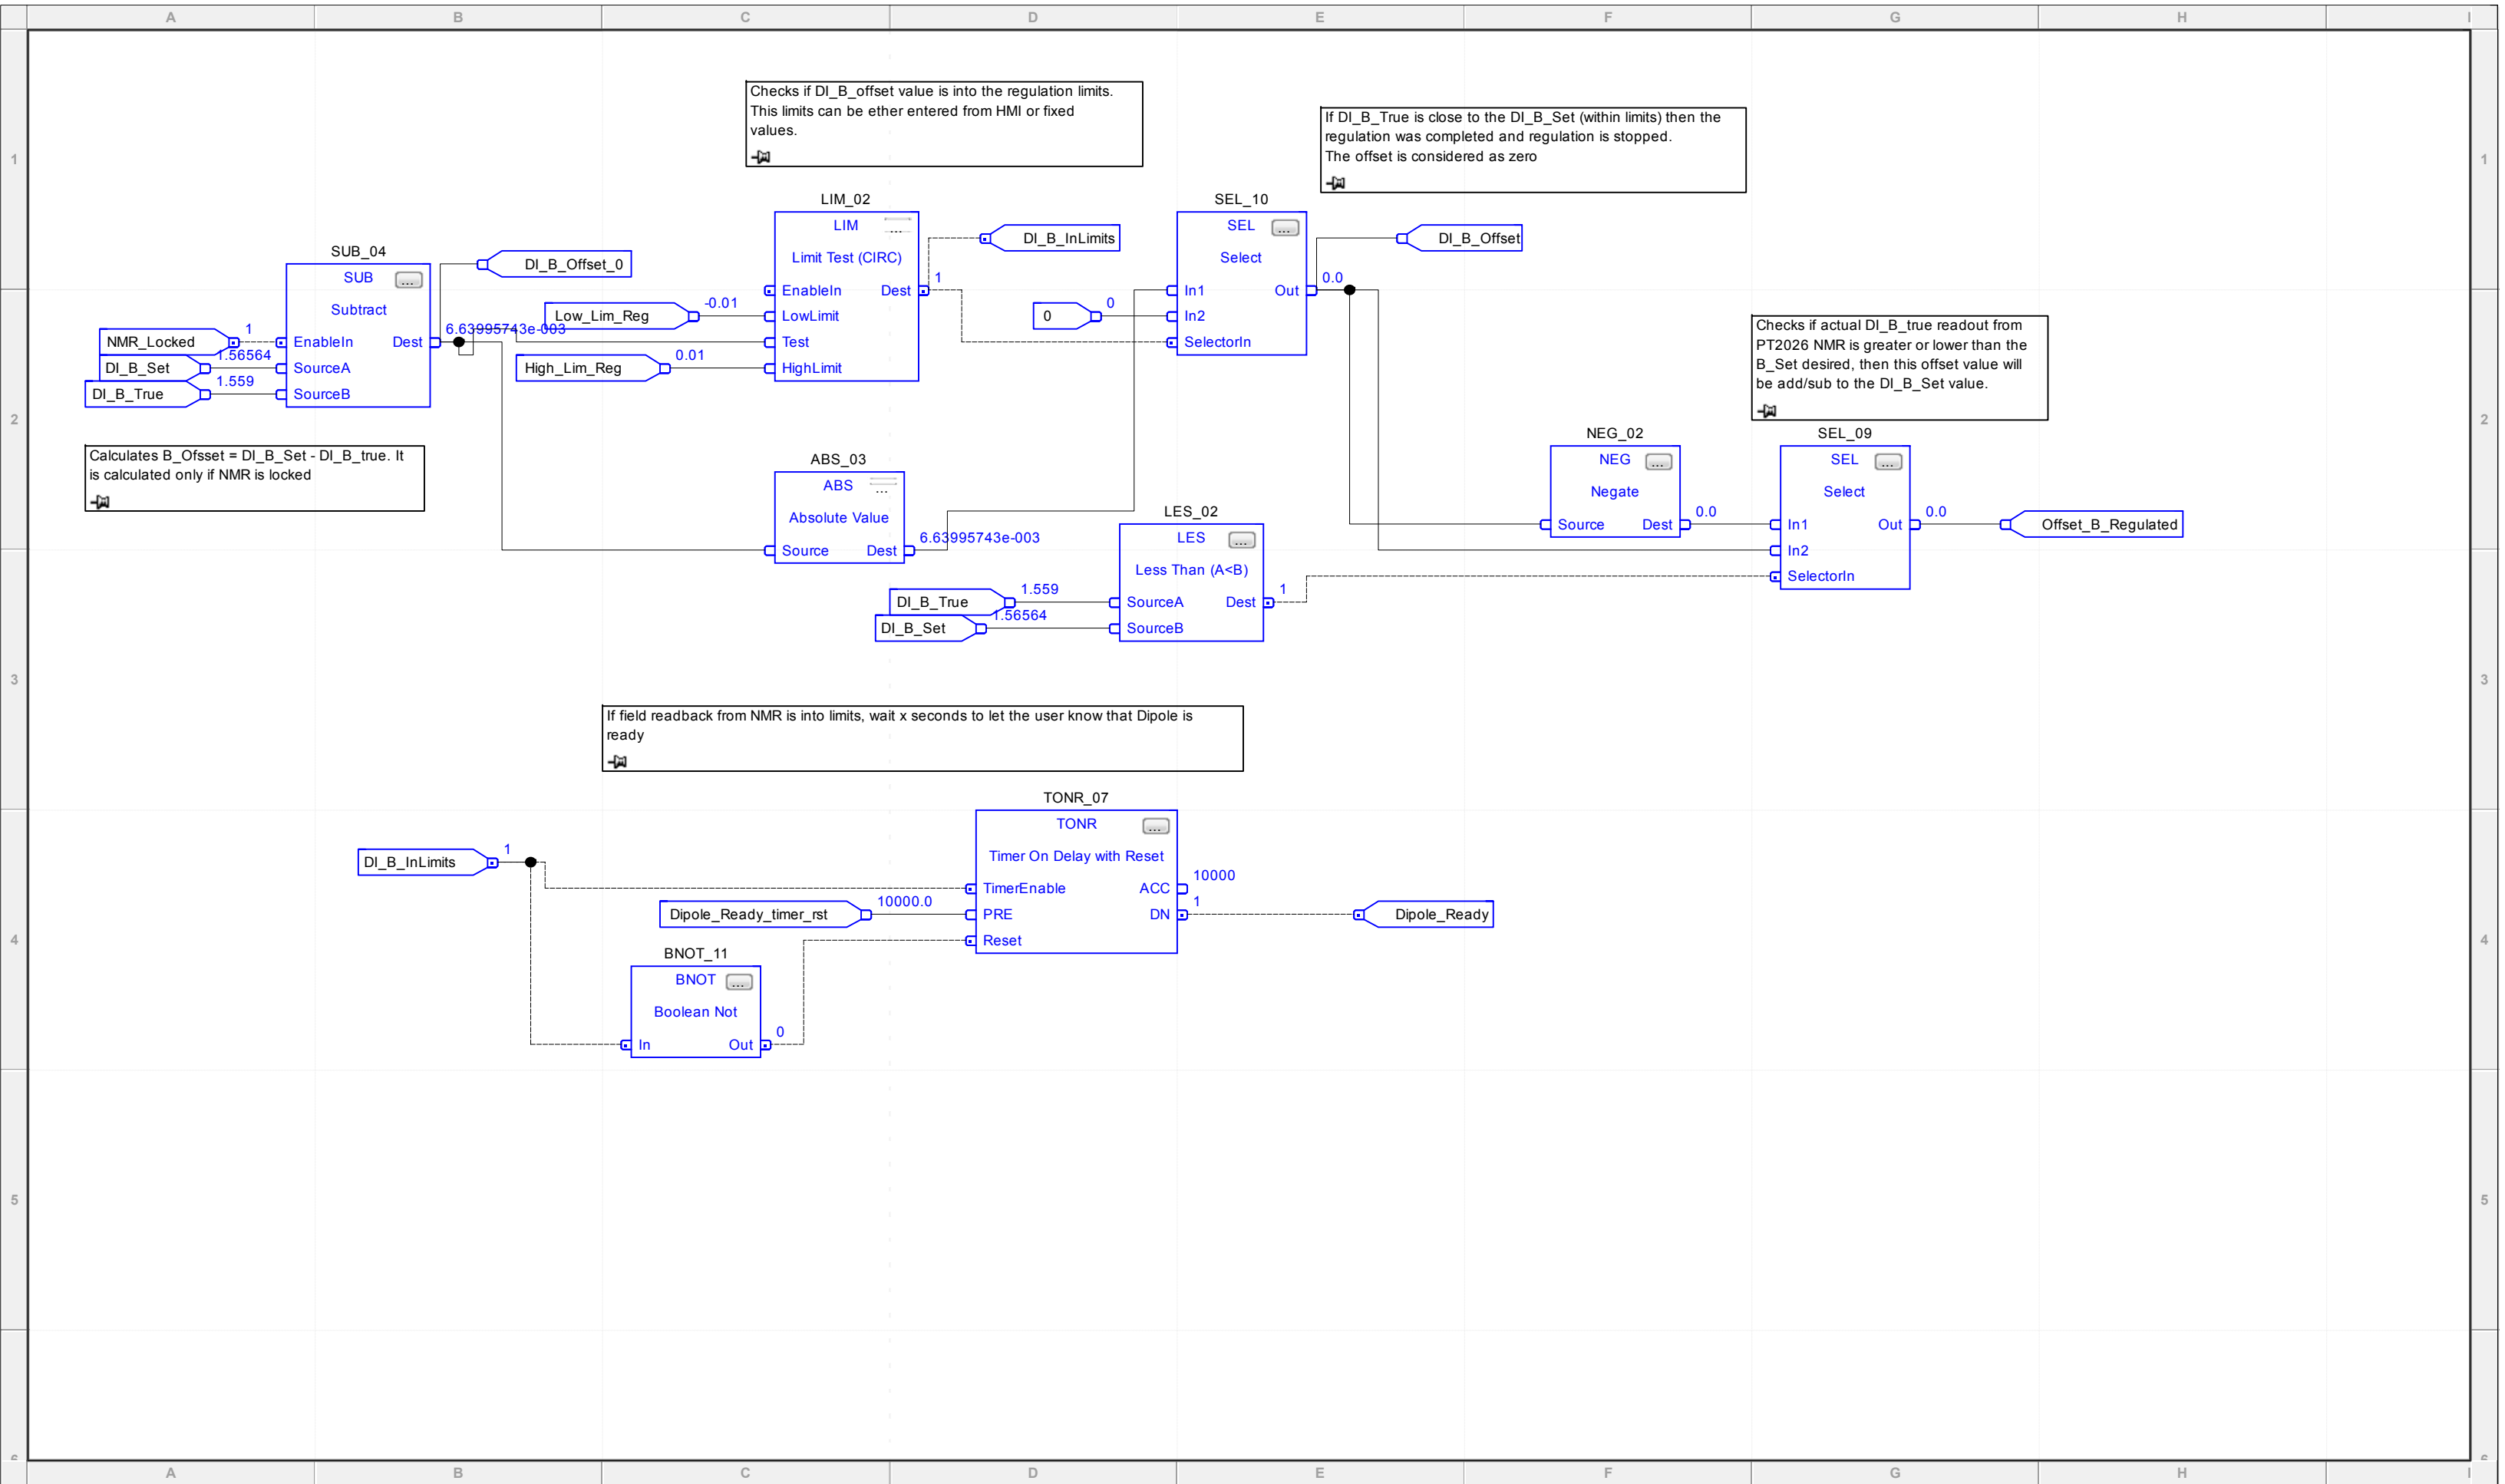 A B C D E F G H I
Checks if DI_B_offset value is into the regulation limits.
This limits can be ether entered from HMI or fixed
values.
If DI_B_True is close to the DI_B_Set (within limits) then the
regulation was completed and regulation is stopped.
The offset is considered as zero
1
1
LIM_02
LIM
...
Limit Test (CIRC)
EnableIn
Dest
LowLimit
Test
HighLimit
1
DI_B_InLimits
SEL_10
SEL
...
Select
In1
Out
In2
SelectorIn
0.0
DI_B_Offset
SUB_04
SUB
...
Subtract
EnableIn
Dest
SourceA
SourceB
DI_B_Offset_0
NMR_Locked
1
DI_B_Set
1.56564
DI_B_True
1.559
6.63995743e-003
Low_Lim_Reg
-0.01
High_Lim_Reg
0.01
0
0
Checks if actual DI_B_true readout from
PT2026 NMR is greater or lower than the
B_Set desired, then this offset value will
be add/sub to the DI_B_Set value.
2
2
Calculates B_Ofsset = DI_B_Set - DI_B_true. It
is calculated only if NMR is locked
ABS_03
ABS
...
Absolute Value
Source
Dest
6.63995743e-003
LES_02
LES
...
Less Than (A<B)
SourceA
Dest
SourceB
DI_B_True
1.559
DI_B_Set
1.56564
1
NEG_02
NEG
...
Negate
Source
Dest
0.0
SEL_09
SEL
...
Select
In1
Out
In2
SelectorIn
0.0
Offset_B_Regulated
3
3
If field readback from NMR is into limits, wait x seconds to let the user know that Dipole is
ready
TONR_07
TONR
...
Timer On Delay with Reset
TimerEnable
ACC
PRE
DN
Reset
10000
1
DI_B_InLimits
1
Dipole_Ready_timer_rst
10000.0
Dipole_Ready
4
4
BNOT_11
BNOT
...
Boolean Not
In
Out
0
5
5
6
6
A B C D E F G H I